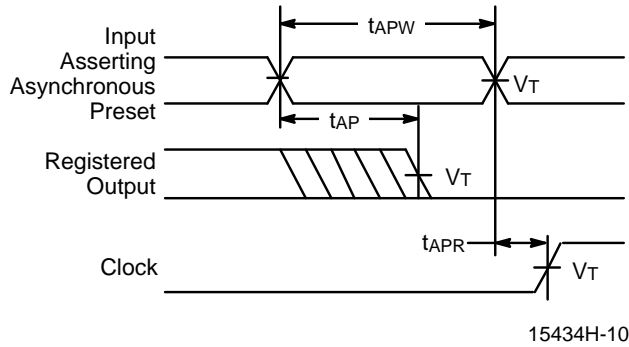 Input
Asserting
Asynchronous
Preset
tAPW
VT
tAP
Registered
Output
VT
tAPR
Clock
VT
15434H-10